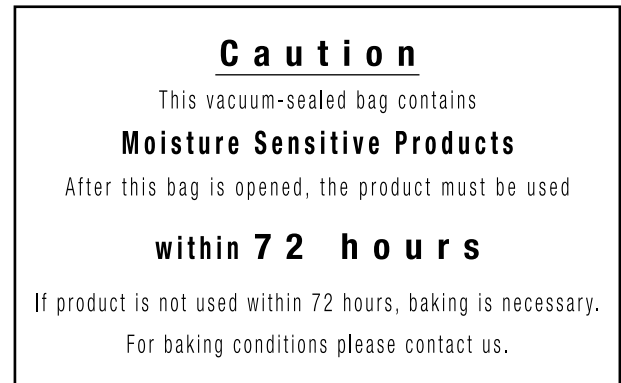 Caution
This vacuum-sealed bag contains
Moisture Sensitive Products
After this bag is opened, the product must be used
within 72 hours
If product is not used within 72 hours, baking is necessary.
For baking conditions please contact us.